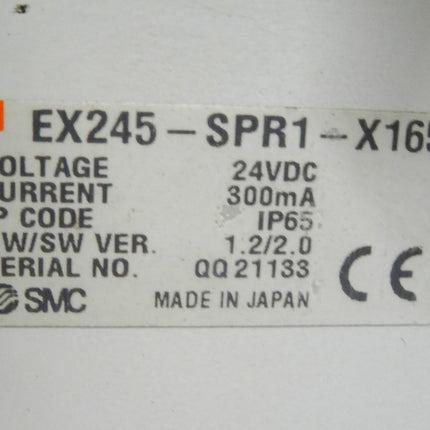 EX245-SPR1-X165
OLTAGE 24VDC
URRENT 300mA
P CODE IP65
W/SW VER. 1.2/2.0
ERIAL NO. QQ21133
SMC MADE IN JAPAN CE